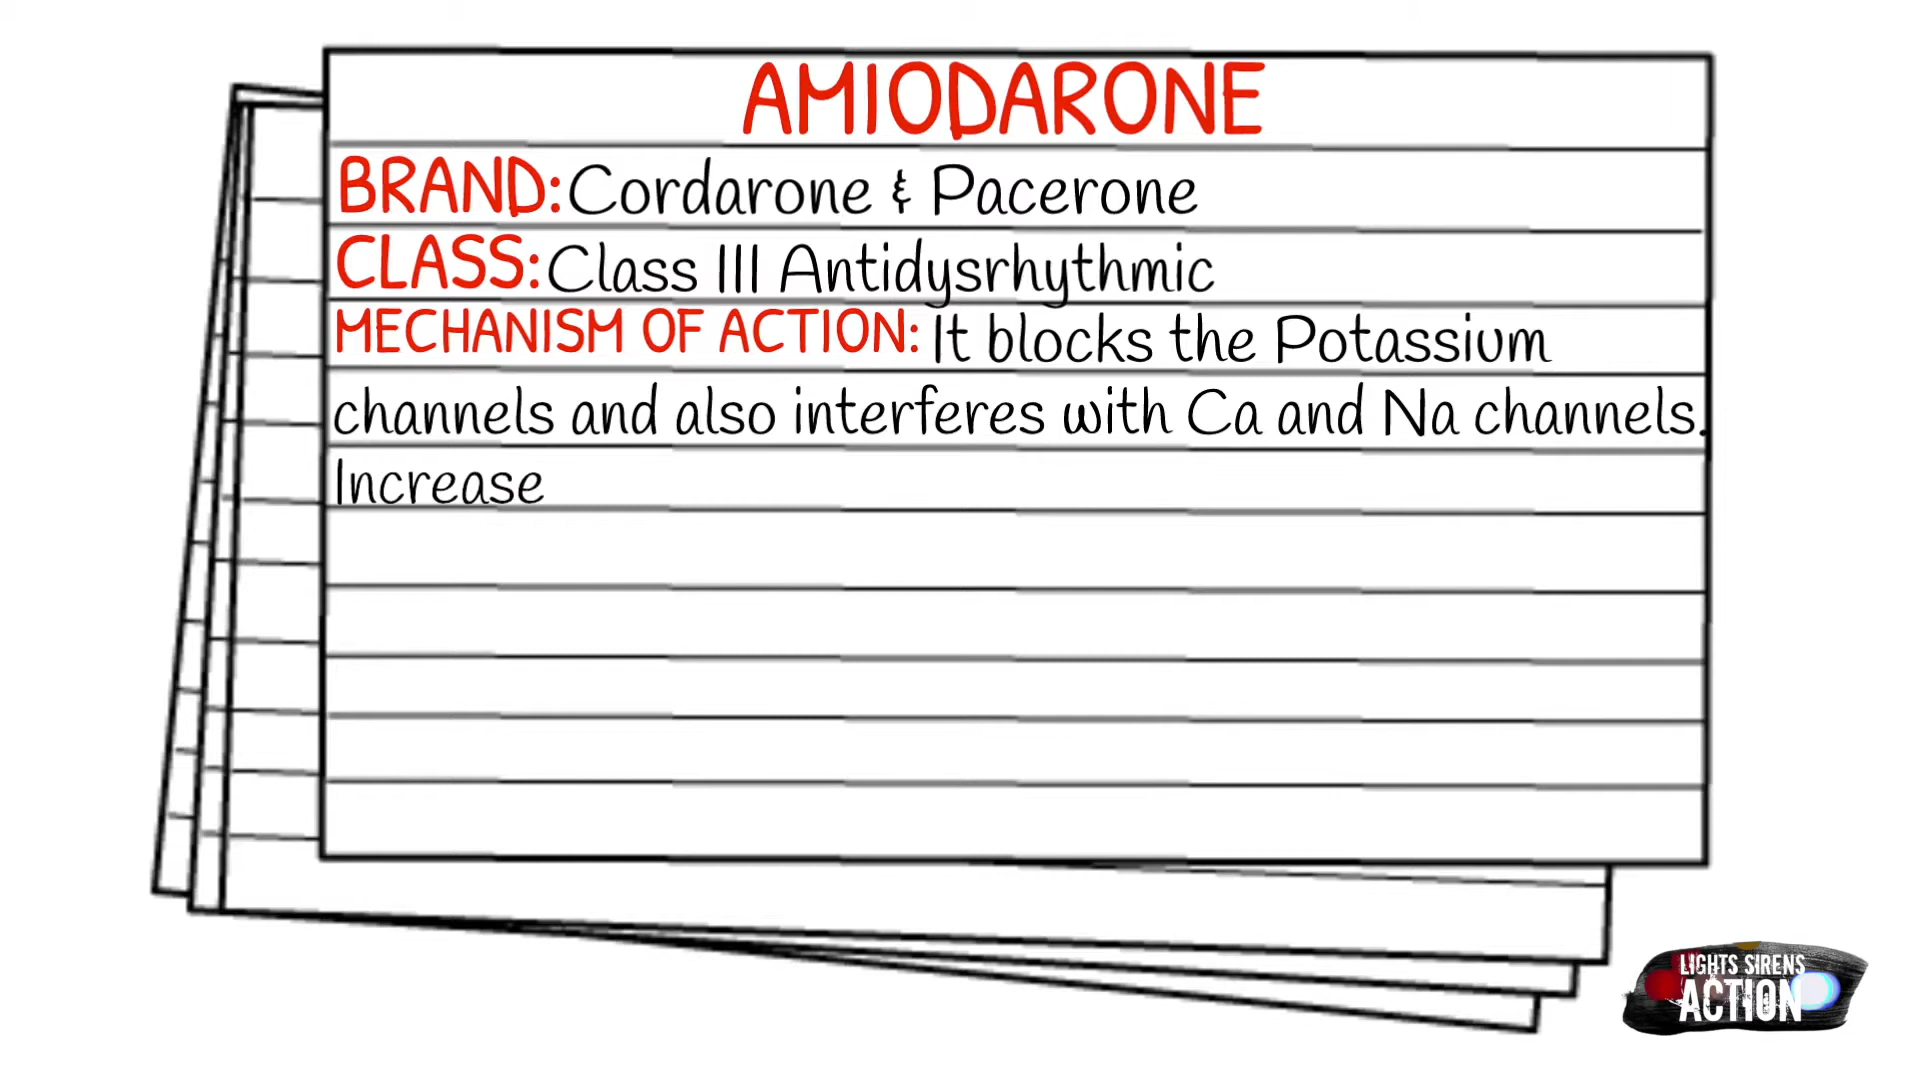 AMIODARONE
BRAND: Cordarone & Pacerone
CLASS: Class III Antidysrhythmic
MECHANISM OF ACTION: It blocks the Potassium
channels and also interferes with Ca and Na channels.
Increase
LIGHTS SIRENS
ACTION